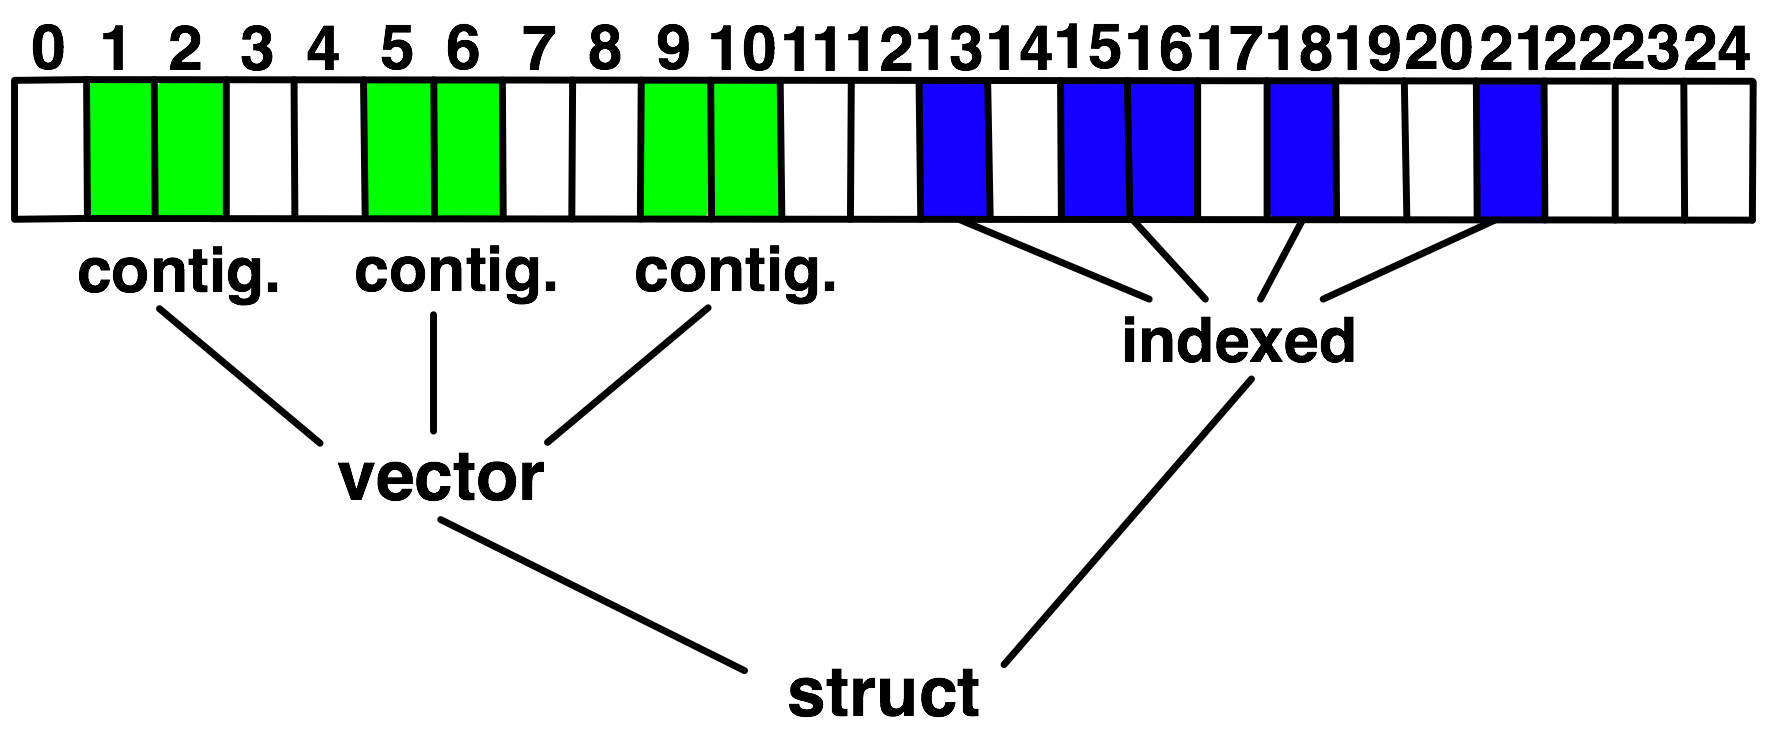 0 1 2 3 4 5 6 7 8 9 10 11 12 13 14 15 16 17 18 19 20 21 22 23 24
contig. contig. contig.
indexed
vector
struct